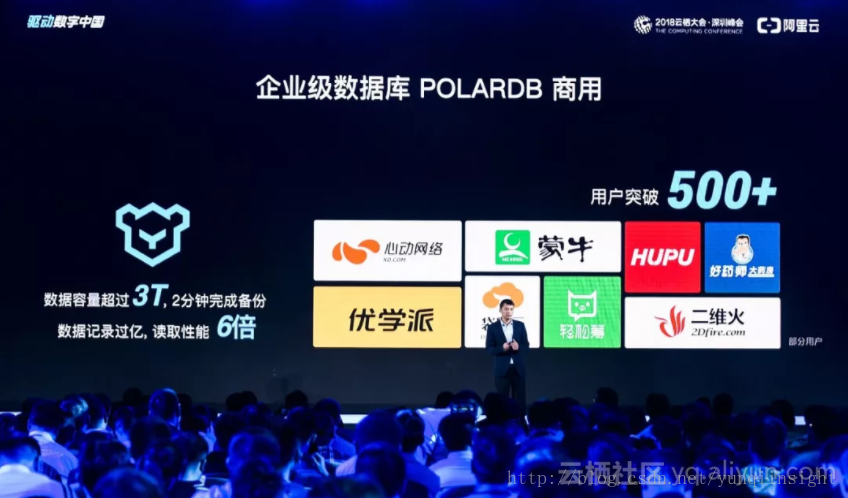 驱动数字中国
2018云栖大会·深圳峰会
THE COMPUTING CONFERENCE
阿里云
企业级数据库 POLARDB 商用
用户突破 500+
数据容量超过 3T, 2分钟完成备份
数据记录过亿, 读取性能 6倍
心动网络
XD.COM
蒙牛
HUPU
好药师大药房
优学派
轻松筹
二维火
2Dfire.com
部分用户
云栖社区 yq.aliyun.com
http://blog.csdn.net/yunqiinsight